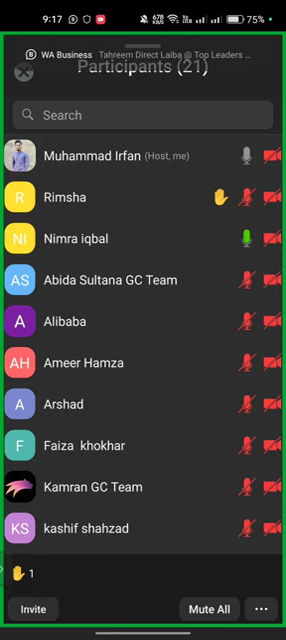 9:17
678 KB/S
75%
WA Business Tahreem Direct Laiba @ Top Leaders ...
Participants (21)
Search
Muhammad Irfan (Host, me)
R Rimsha
NI Nimra iqbal
AS Abida Sultana GC Team
A Alibaba
AH Ameer Hamza
A Arshad
F Faiza khokhar
Kamran GC Team
KS kashif shahzad
1
Invite Mute All ...